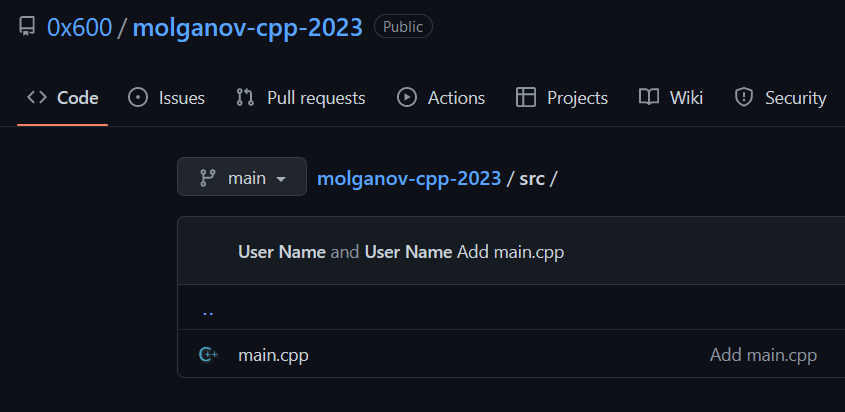 0x600 / molganov-cpp-2023 Public
Code Issues Pull requests Actions Projects Wiki Security
main molganov-cpp-2023 / src /
User Name and User Name Add main.cpp
..
main.cpp Add main.cpp